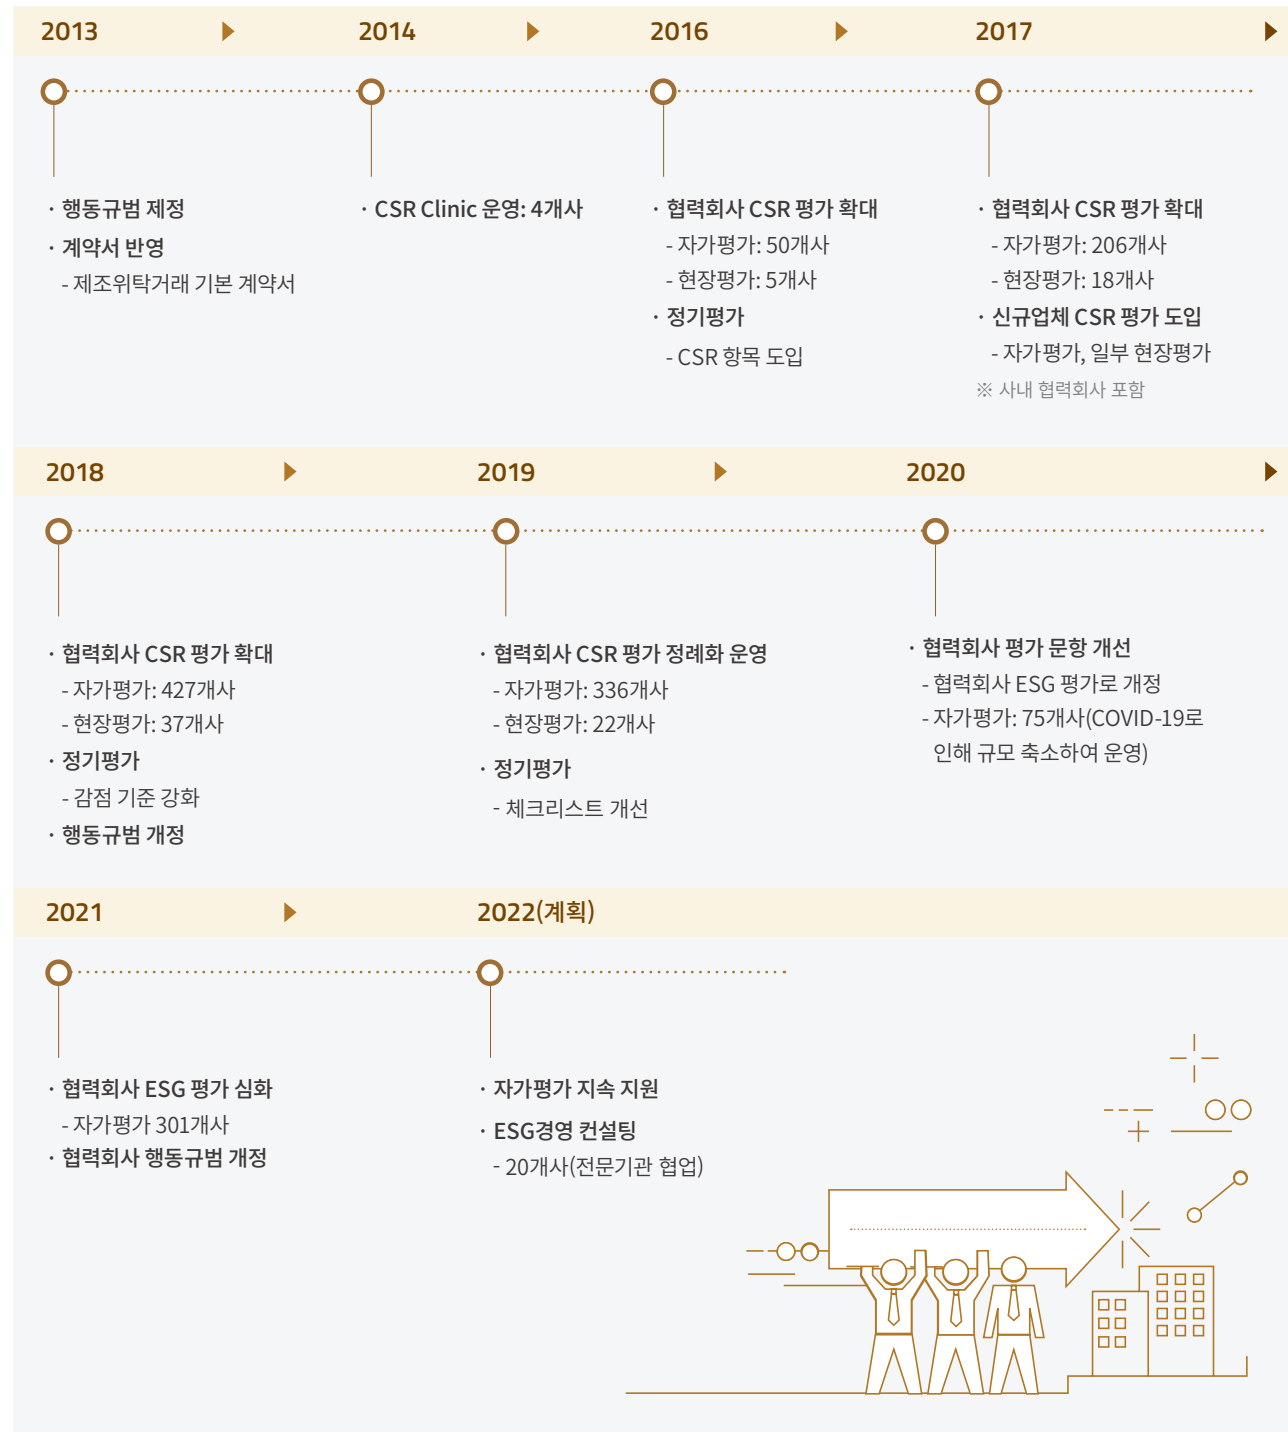 2013
2014
2016
2017
· 행동규범 제정
· 계약서 반영
- 제조위탁거래 기본 계약서
· CSR Clinic 운영: 4개사
· 협력회사 CSR 평가 확대
- 자가평가: 50개사
- 현장평가: 5개사
· 정기평가
- CSR 항목 도입
· 협력회사 CSR 평가 확대
- 자가평가: 206개사
- 현장평가: 18개사
· 신규업체 CSR 평가 도입
- 자가평가, 일부 현장평가
※ 사내 협력회사 포함
2018
2019
2020
· 협력회사 CSR 평가 확대
- 자가평가: 427개사
- 현장평가: 37개사
· 정기평가
- 감점 기준 강화
· 행동규범 개정
· 협력회사 CSR 평가 정례화 운영
- 자가평가: 336개사
- 현장평가: 22개사
· 정기평가
- 체크리스트 개선
· 협력회사 평가 문항 개선
- 협력회사 ESG 평가로 개정
- 자가평가: 75개사(COVID-19로
인해 규모 축소하여 운영)
2021
2022(계획)
· 협력회사 ESG 평가 심화
- 자가평가 301개사
· 협력회사 행동규범 개정
· 자가평가 지속 지원
· ESG경영 컨설팅
- 20개사(전문기관 협업)